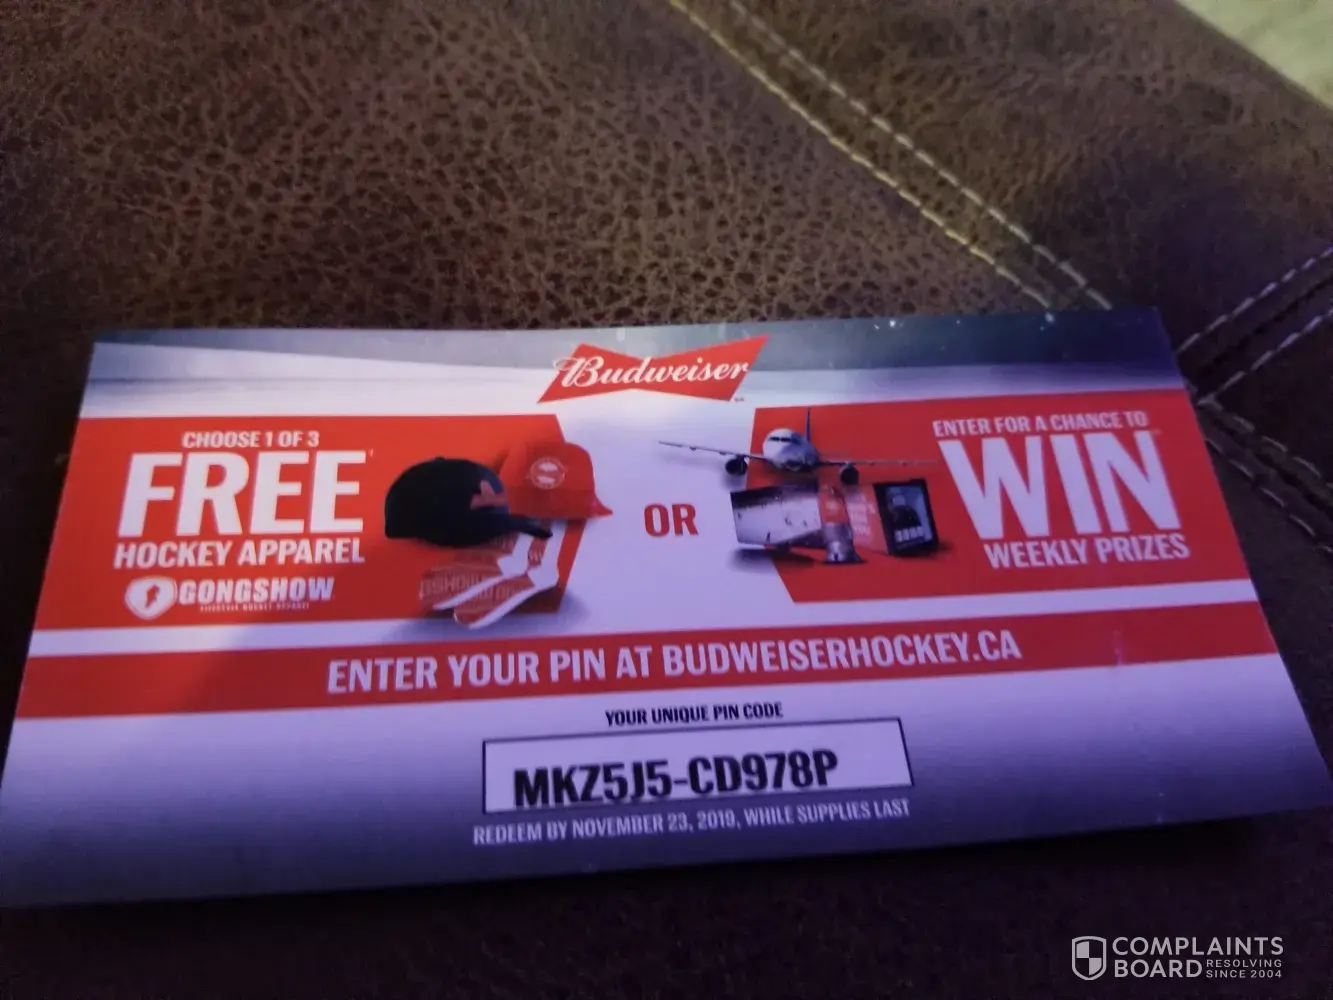 Budweiser
CHOOSE 1 OF 3
FREE
HOCKEY APPAREL
GONGSHOW
OR
ENTER FOR A CHANCE TO
WIN
WEEKLY PRIZES
ENTER YOUR PIN AT BUDWEISERHOCKEY.CA
YOUR UNIQUE PIN CODE
MKZ5J5-CD978P
REDEEM BY NOVEMBER 23, 2019, WHILE SUPPLIES LAST
COMPLAINTS
BOARD RESOLVING
SINCE 2004